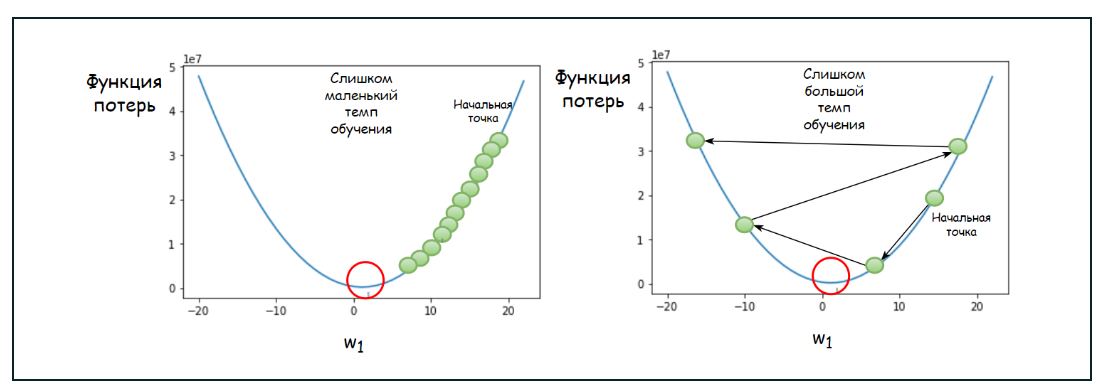 Функция
потерь
1e7
Слишком
маленький
темп
обучения
Начальная
точка
5
4
3
2
1
0
−20
−10
0
10
20
w1
Функция
потерь
1e7
Слишком
большой
темп
обучения
Начальная
точка
5
4
3
2
1
0
−20
−10
0
10
20
w1